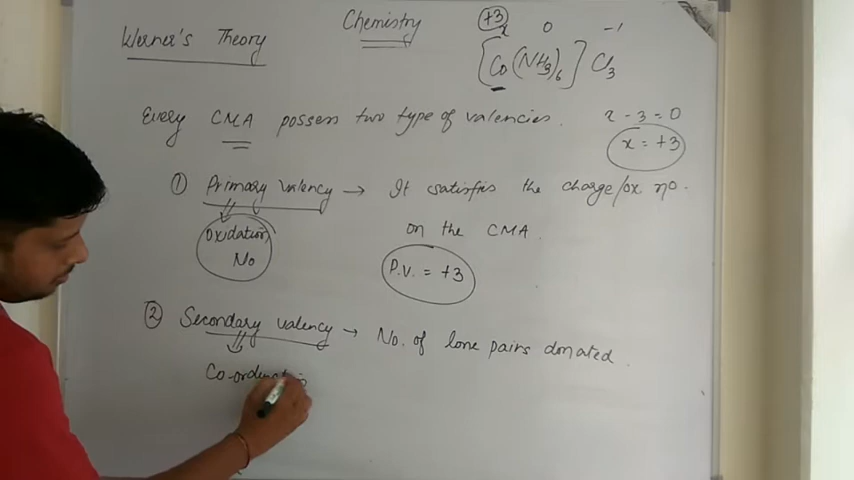 Chemistry
Werner's Theory
+3
x 0 -1
[Co(NH3)6]Cl3
Every CMA possess two type of valencies.
x - 3 = 0
x = +3
① Primary valency → It satisfies the charge/ox no.
on the CMA
Oxidation
No
P.V. = +3
② Secondary valency → No. of lone pairs donated.
Co-ordinatio